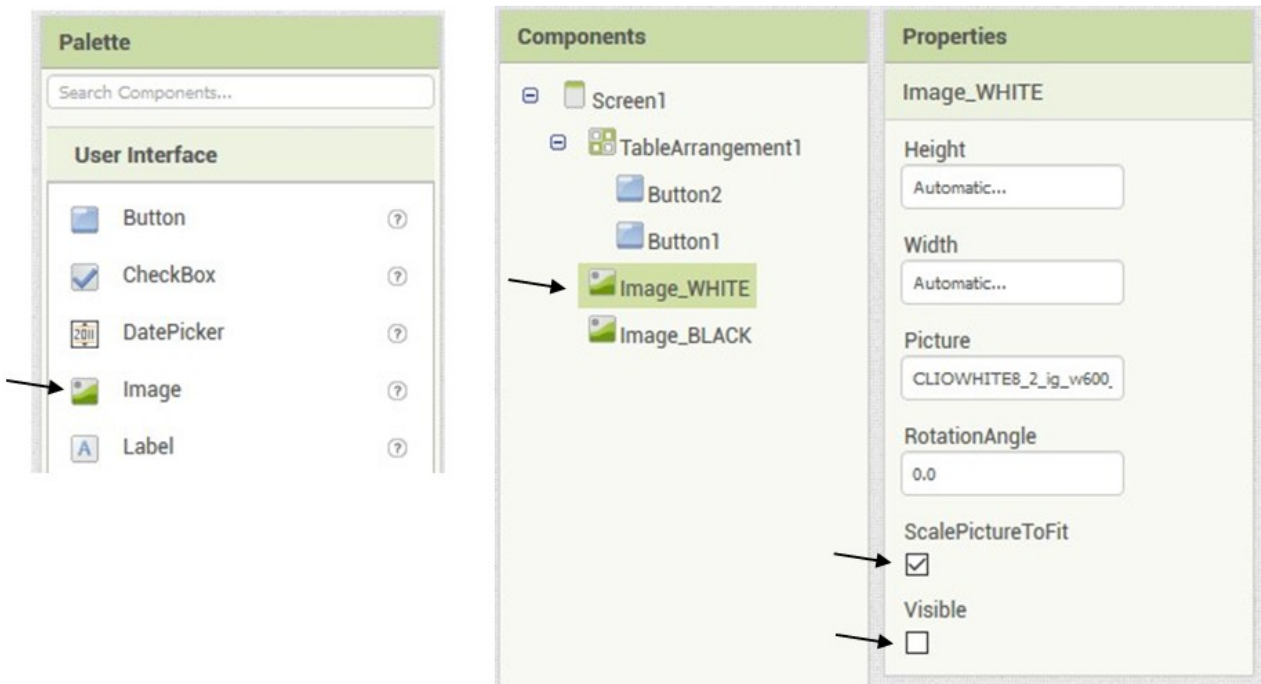 Palette
Search Components...
User Interface
Button
?
CheckBox
?
2011
DatePicker
?
Image
?
A
Label
?
Components
Screen1
TableArrangement1
Button2
Button1
Image_WHITE
Image_BLACK
Properties
Image_WHITE
Height
Automatic...
Width
Automatic...
Picture
CLIOWHITE8_2_ig_w600_
RotationAngle
0.0
ScalePictureToFit
Visible